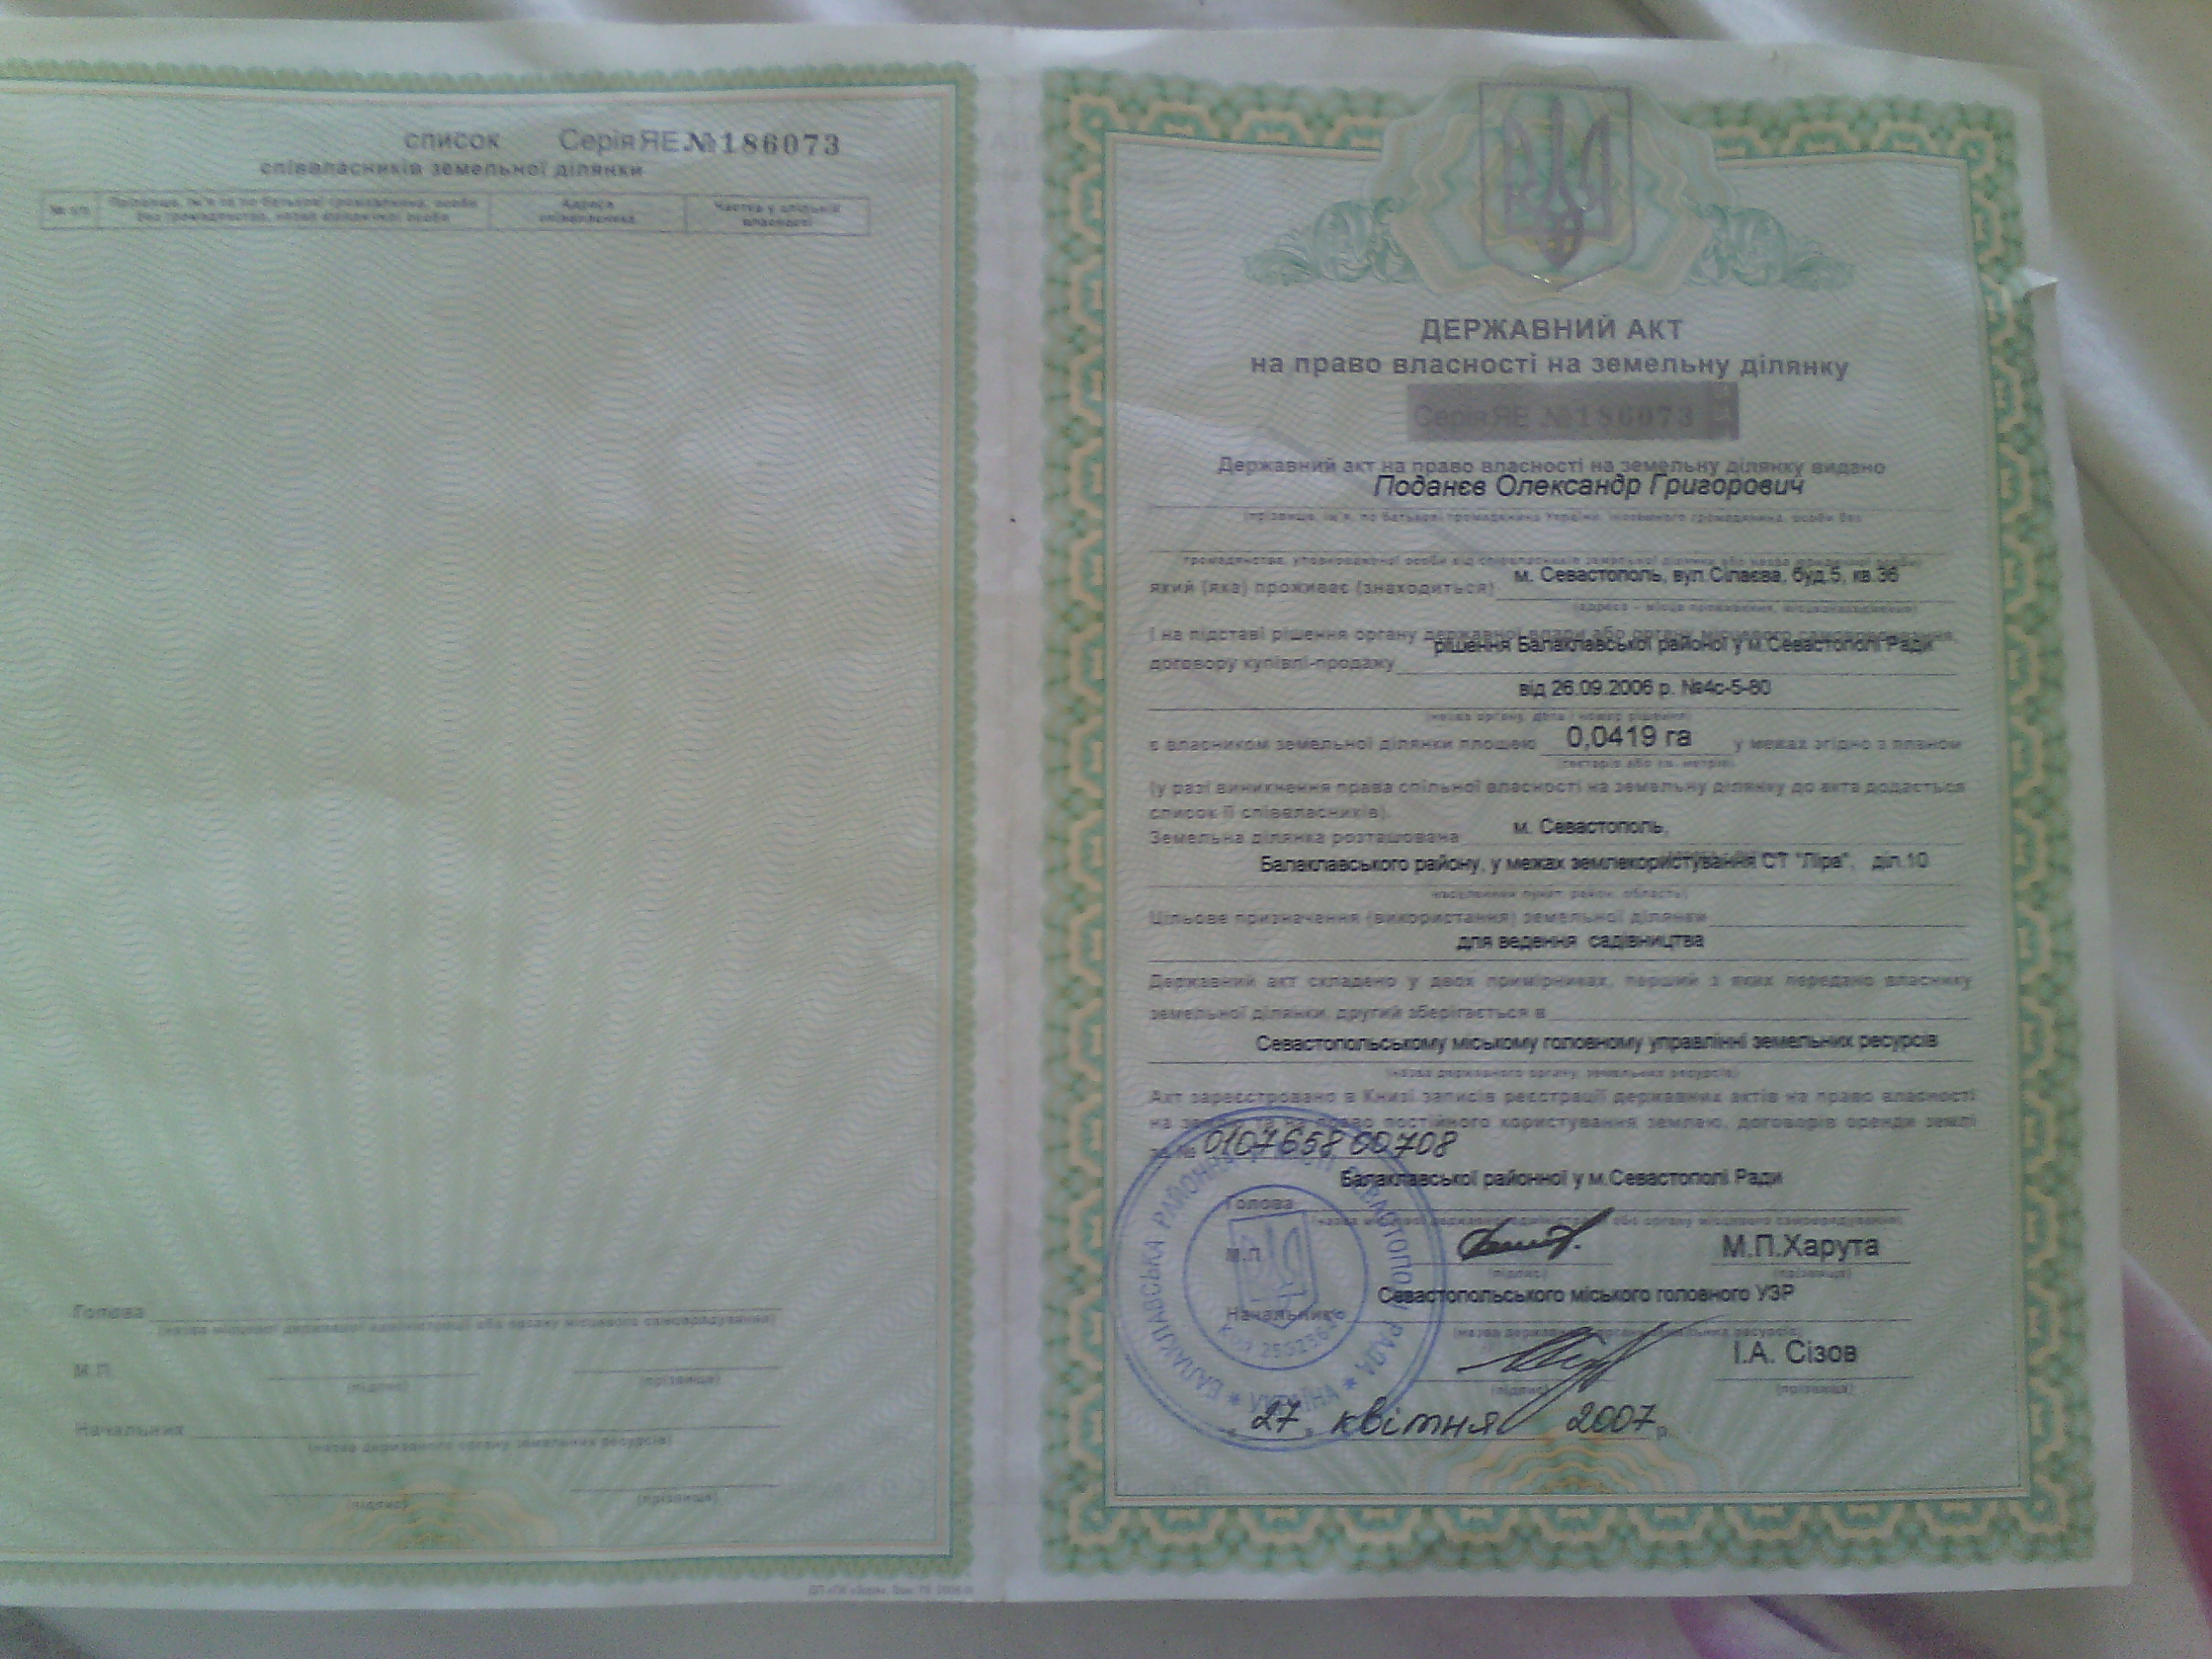 список Серія ЯЕ №186073
співвласників земельної ділянки
№ п/п Прізвище, ім'я та по батькові громадянина, особи без громадянства, назва юридичної особи Адреса співвласника Частка у спільній власності
Голова
(назва місцевої державної адміністрації або органу місцевого самоврядування)
М.П.
(підпис) (прізвище)
Начальник
(назва державного органу земельних ресурсів)
(підпис) (прізвище)
ДЕРЖАВНИЙ АКТ
на право власності на земельну ділянку
Серія ЯЕ №186073
Державний акт на право власності на земельну ділянку видано
Поданєв Олександр Григорович
(прізвище, ім'я, по батькові громадянина України, іноземного громадянина, особи без
громадянства, уповноваженої особи від співвласників земельної ділянки або назва юридичної особи)
який (яка) проживає (знаходиться) м. Севастополь, вул.Сілаєва, буд.5, кв.36
(адреса – місце проживання, місцезнаходження)
і на підставі рішення органу державної влади або органу місцевого самоврядування,
рішення Балаклавської районої у м.Севастополі Ради
договору купівлі-продажу
від 26.09.2006 р. №4с-5-80
(назва органу, дата і номер рішення)
є власником земельної ділянки площею 0,0419 га у межах згідно з планом
(гектарів або кв. метрів)
(у разі виникнення права спільної власності на земельну ділянку до акта додається
список її співвласників).
Земельна ділянка розташована м. Севастополь,
Балаклавського району, у межах землекористування СТ "Ліра", діл.10
населений пункт, район, область)
Цільове призначення (використання) земельної ділянки
для ведення садівництва
Державний акт складено у двох примірниках, перший з яких передано власнику
земельної ділянки, другий зберігається в
Севастопольському міському головному управлінні земельних ресурсів
(назва державного органу, земельних ресурсів)
Акт зареєстровано в Книзі записів реєстрації державних актів на право власності
на землю та на право постійного користування землею, договорів оренди землі
за № 010765800708
Балаклавської районної у м.Севастополі Ради
Голова
(назва місцевої державної адміністрації або органу місцевого самоврядування)
М.П. М.П.Харута
(підпис) (прізвище)
Севастопольського міського головного УЗР
Начальник
(назва державного органу земельних ресурсів)
І.А. Сізов
(підпис) (прізвище)
27 квітня 2007 р.
БАЛАКЛАВСЬКА РАЙОННА У МІСТІ СЕВАСТОПОЛІ РАДА * УКРАЇНА *